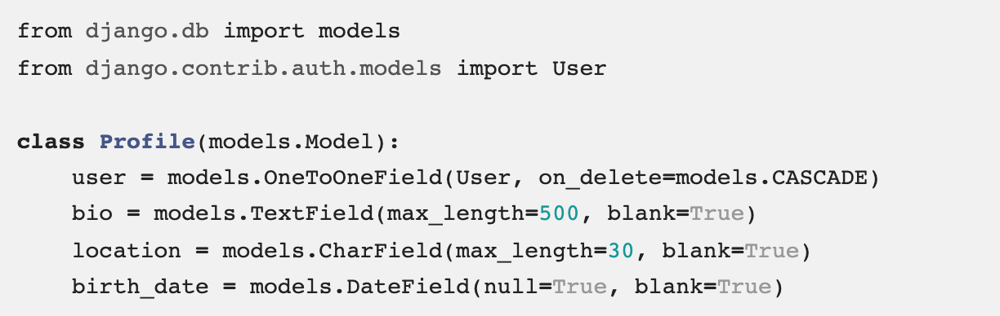 from django.db import models
from django.contrib.auth.models import User

class Profile(models.Model):
    user = models.OneToOneField(User, on_delete=models.CASCADE)
    bio = models.TextField(max_length=500, blank=True)
    location = models.CharField(max_length=30, blank=True)
    birth_date = models.DateField(null=True, blank=True)